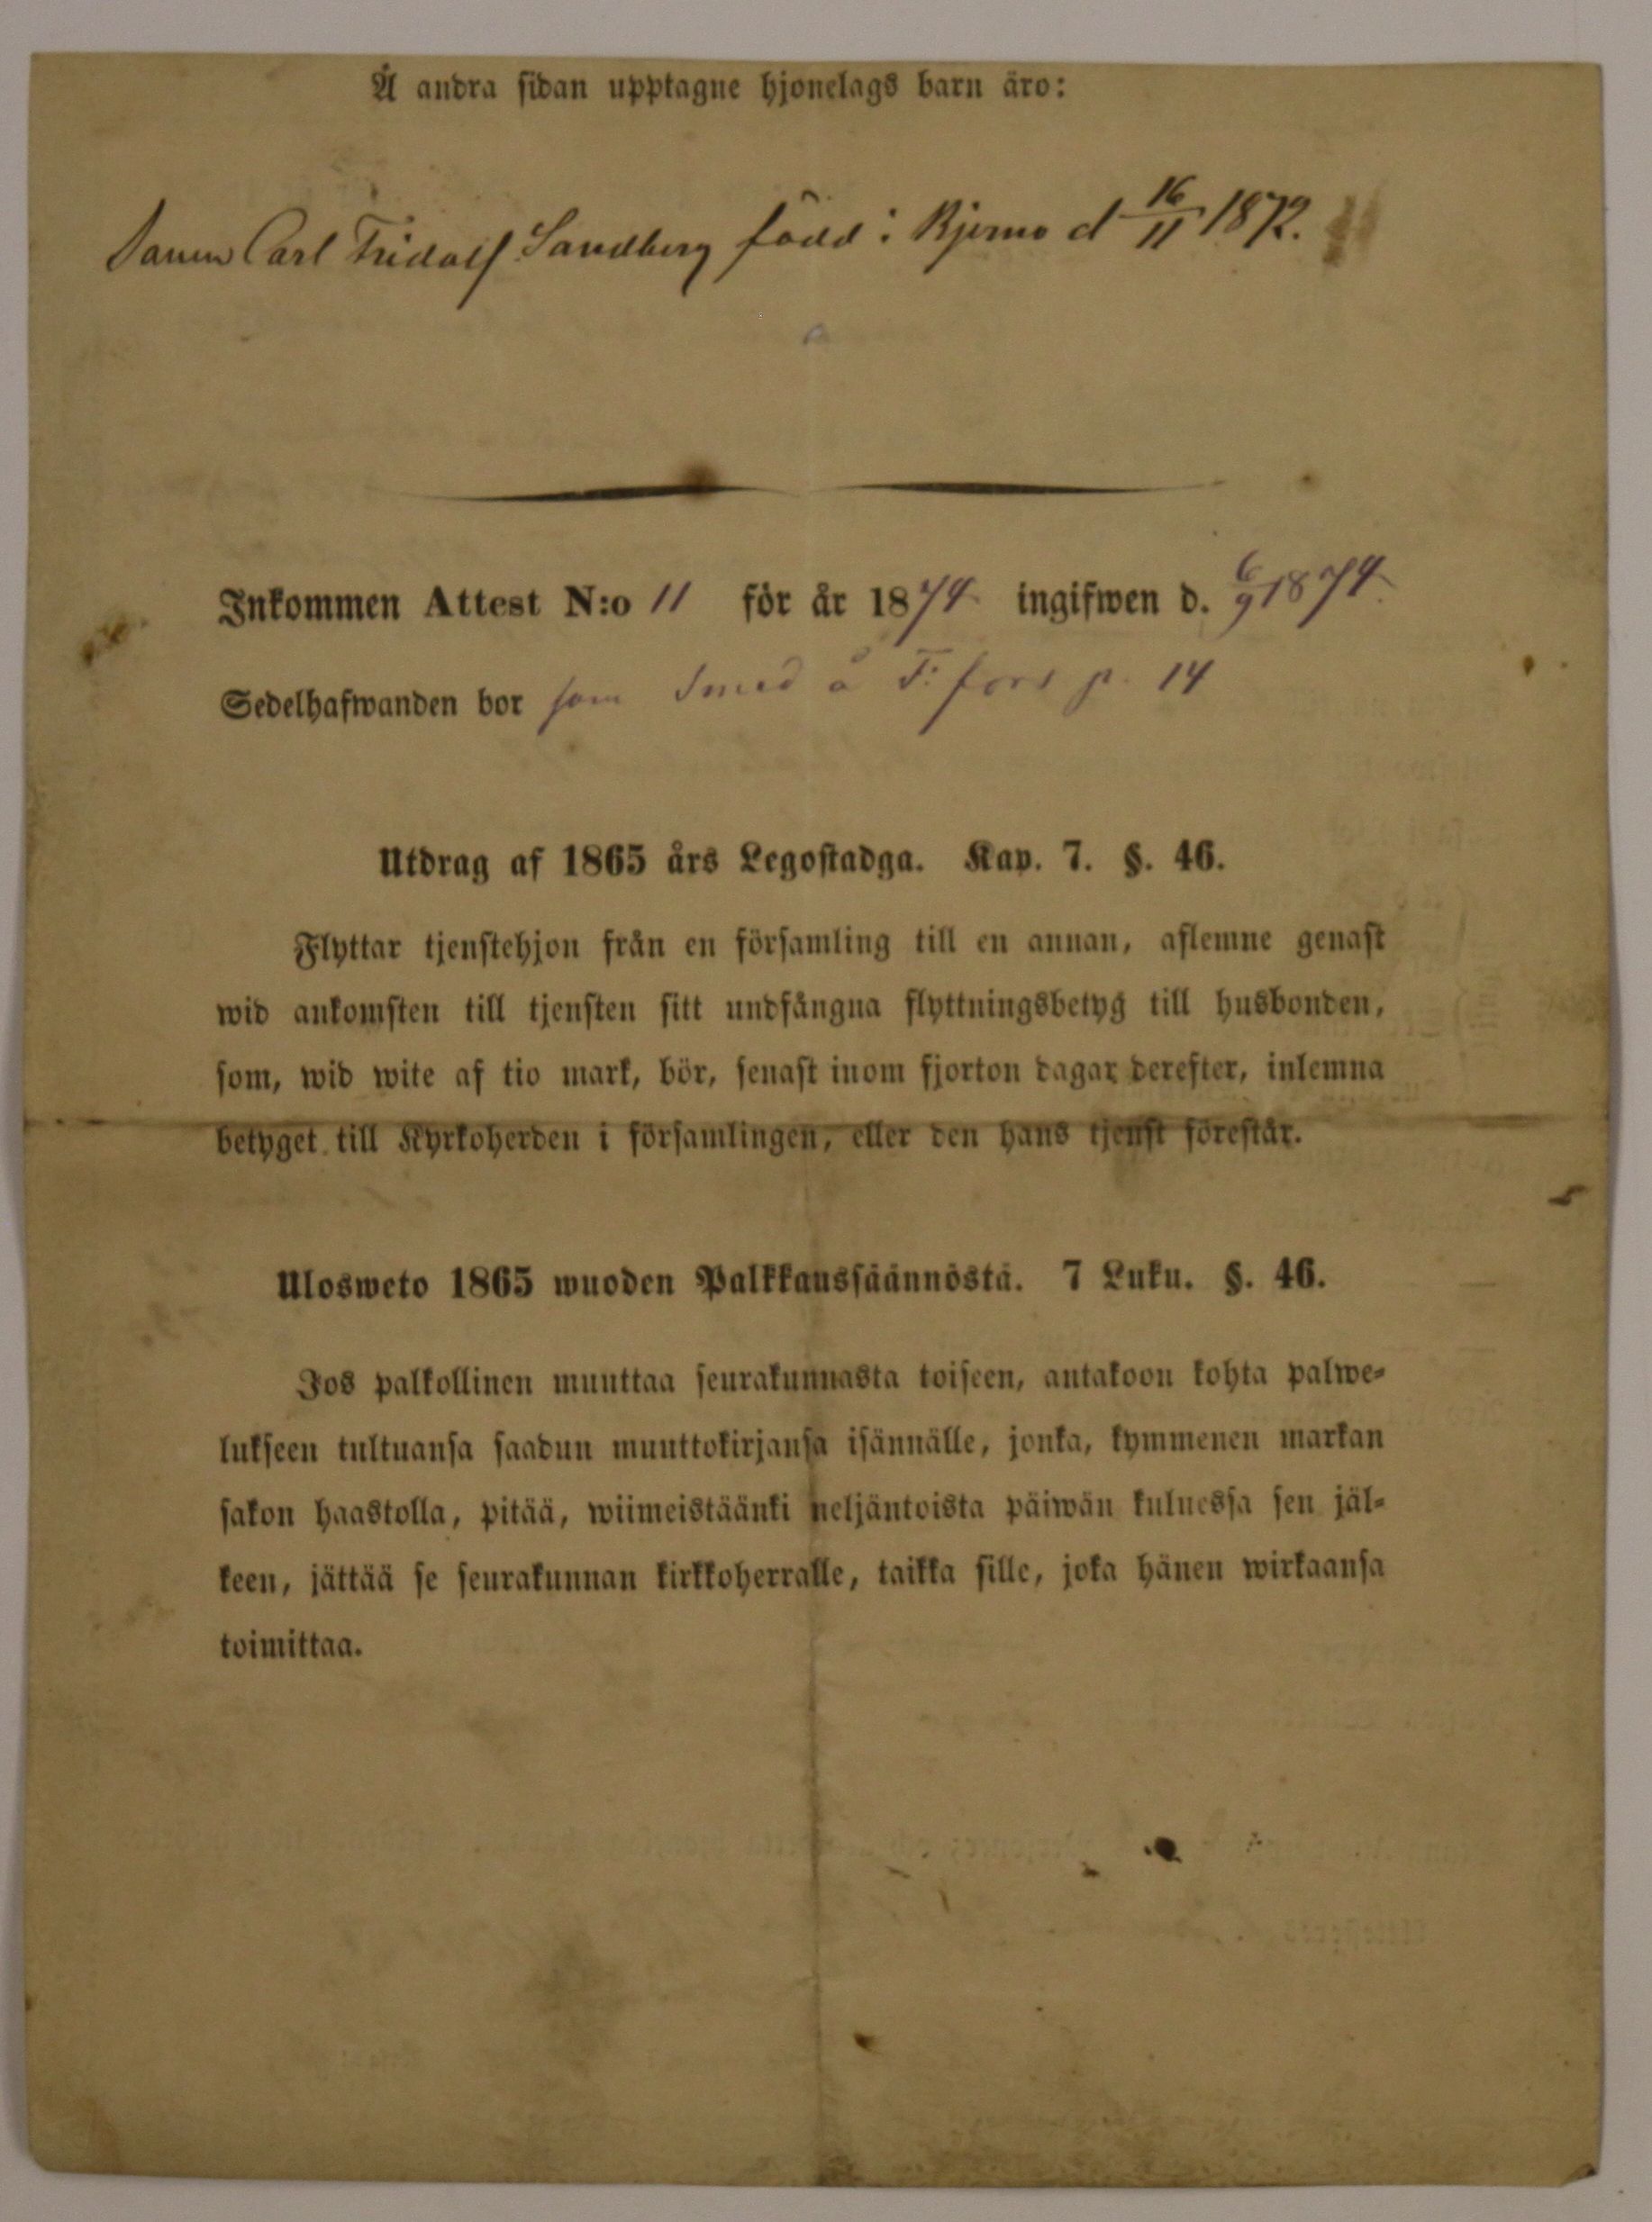 Å andra sidan upptagne hjonelags barn äro:
Sonen Carl Fridolf Sandberg född i Bjerno d 16/11 1872.
Inkommen Attest N:o 11 för år 1874 ingifwen d. 6/9 1874
Sedelhafwanden bor som Smed å F:fors p. 14
Utdrag af 1865 års Legostadga. Kap. 7. §. 46.
Flyttar tjenstehjon från en församling till en annan, aflemne genast
wid ankomsten till tjensten sitt undfångna flyttningsbetyg till husbonden,
som, wid wite af tio mark, bör, senast inom fjorton dagar derefter, inlemna
betyget till Kyrkoherden i församlingen, eller den hans tjenst förestår.
Ulosweto 1865 wuoden Palkkaussäännöstä. 7 Luku. §. 46.
Jos palkollinen muuttaa seurakunnasta toiseen, antakoon kohta palwe-
lukseen tultuansa saadun muuttokirjansa isännälle, jonka, kymmenen markan
sakon haastolla, pitää, wiimeistäänki neljäntoista päiwän kuluessa sen jäl-
keen, jättää se seurakunnan kirkkoherralle, taikka sille, joka hänen wirkaansa
toimittaa.